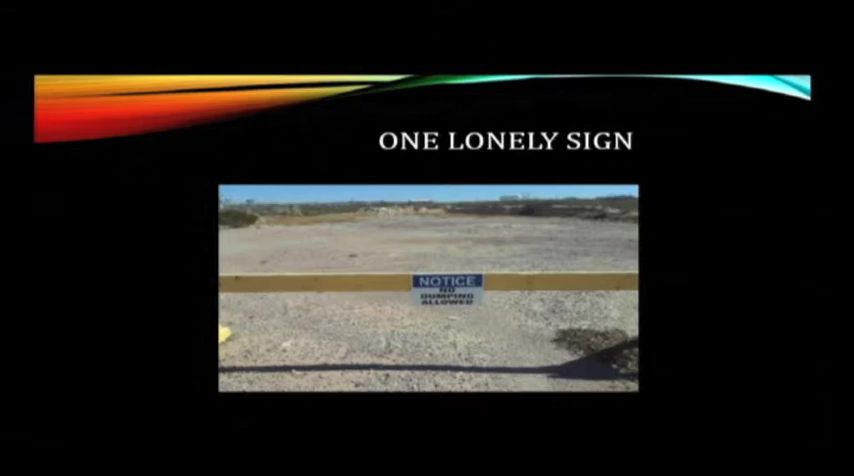 ONE LONELY SIGN
NOTICE
NO
DUMPING
ALLOWED